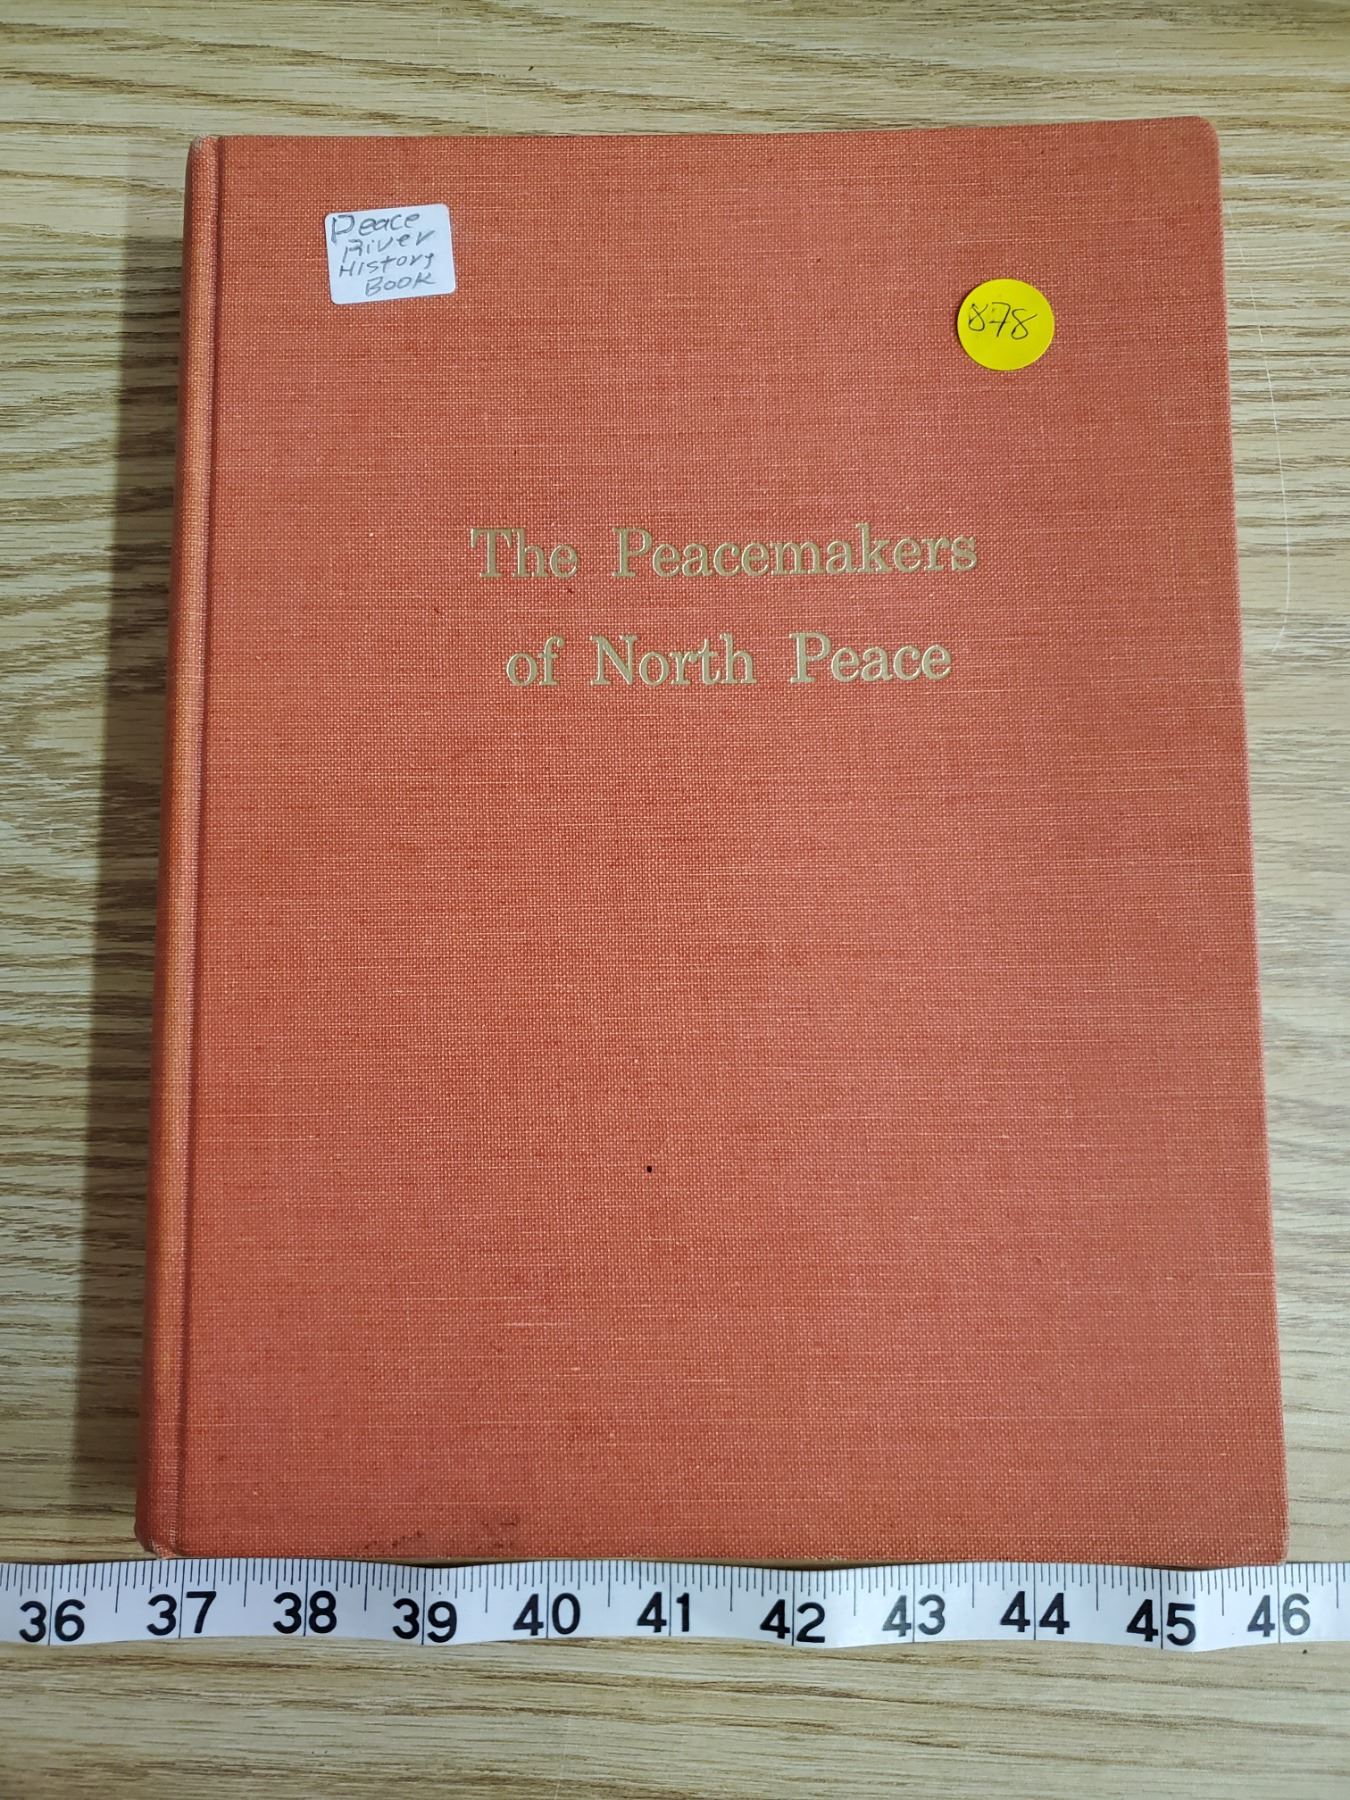 Peace
River
History
Book
878
The Peacemakers
of North Peace
36 37 38 39 40 41 42 43 44 45 46